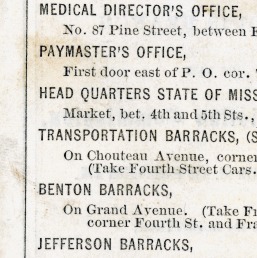 MEDICAL DIRECTOR'S OFFICE,
No. 87 Pine Street, between
PAYMASTER'S OFFICE,
First door east of P. O. cor.
HEAD QUARTERS STATE OF MISS
Market, bet. 4th and 5th Sts.,
TRANSPORTATION BARRACKS, (S
On Chouteau Avenue, corner
(Take Fourth Street Cars.
BENTON BARRACKS,
On Grand Avenue. (Take Fr
corner Fourth St. and Fra
JEFFERSON BARRACKS,